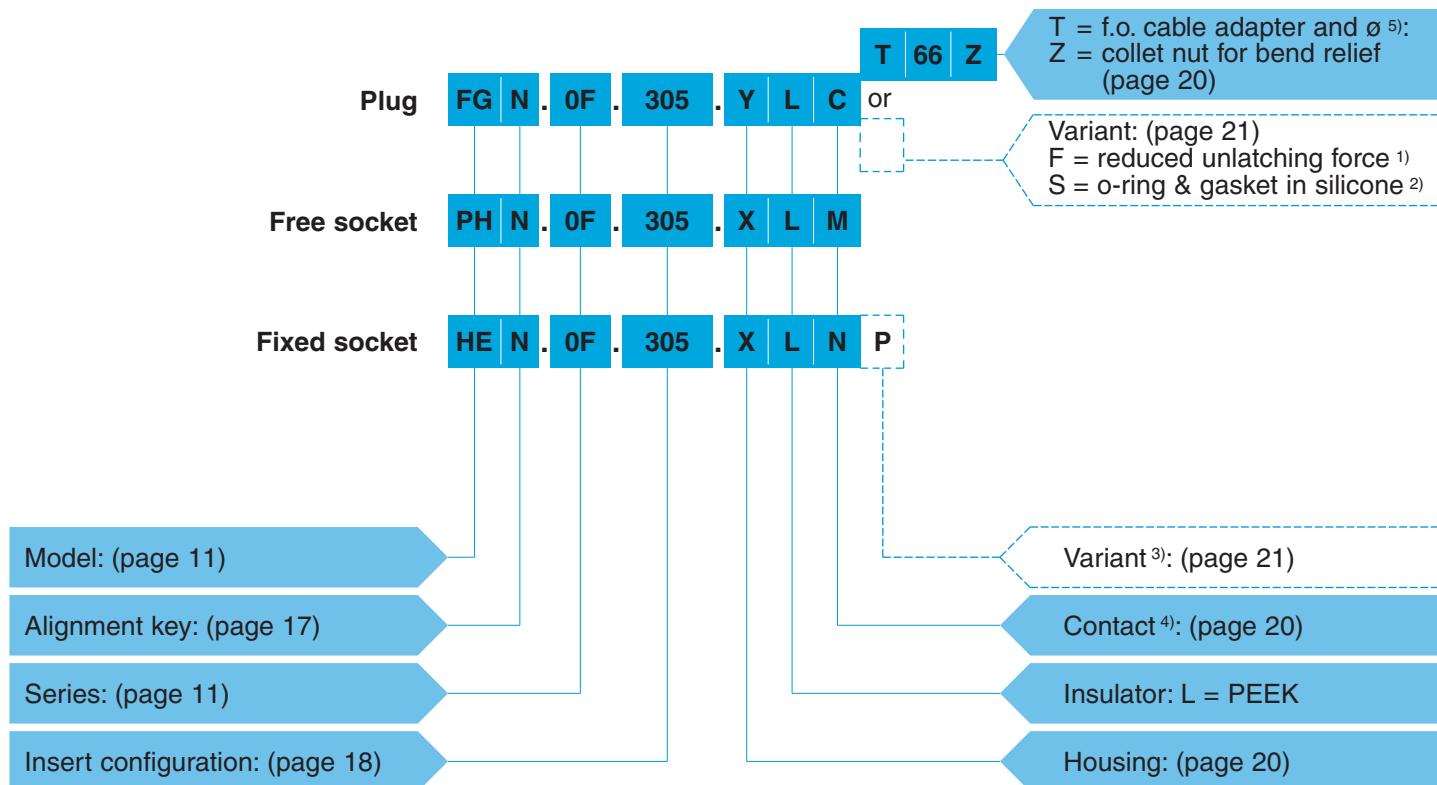 T 66 Z
T = f.o. cable adapter and ø 5):
Z = collet nut for bend relief
(page 20)
Plug FG N . 0F . 305 . Y L C or
Variant: (page 21)
F = reduced unlatching force 1)
S = o-ring & gasket in silicone 2)
Free socket PH N . 0F . 305 . X L M
Fixed socket HE N . 0F . 305 . X L N P
Model: (page 11)
Variant 3): (page 21)
Alignment key: (page 17)
Contact 4): (page 20)
Series: (page 11)
Insulator: L = PEEK
Insert configuration: (page 18)
Housing: (page 20)